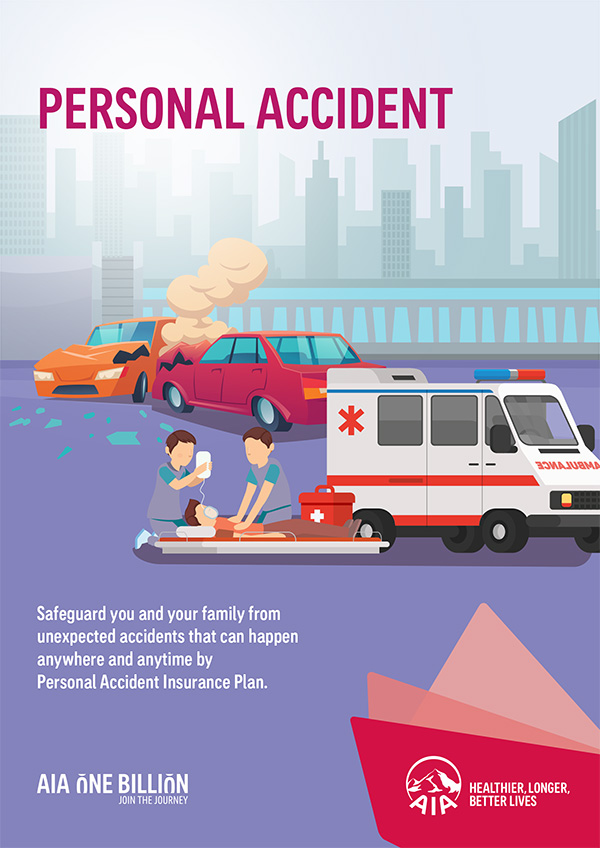 PERSONAL ACCIDENT
AMBULANCE
Safeguard you and your family from
unexpected accidents that can happen
anywhere and anytime by
Personal Accident Insurance Plan.
AIA ONE BILLION
JOIN THE JOURNEY
AIA
HEALTHIER, LONGER,
BETTER LIVES